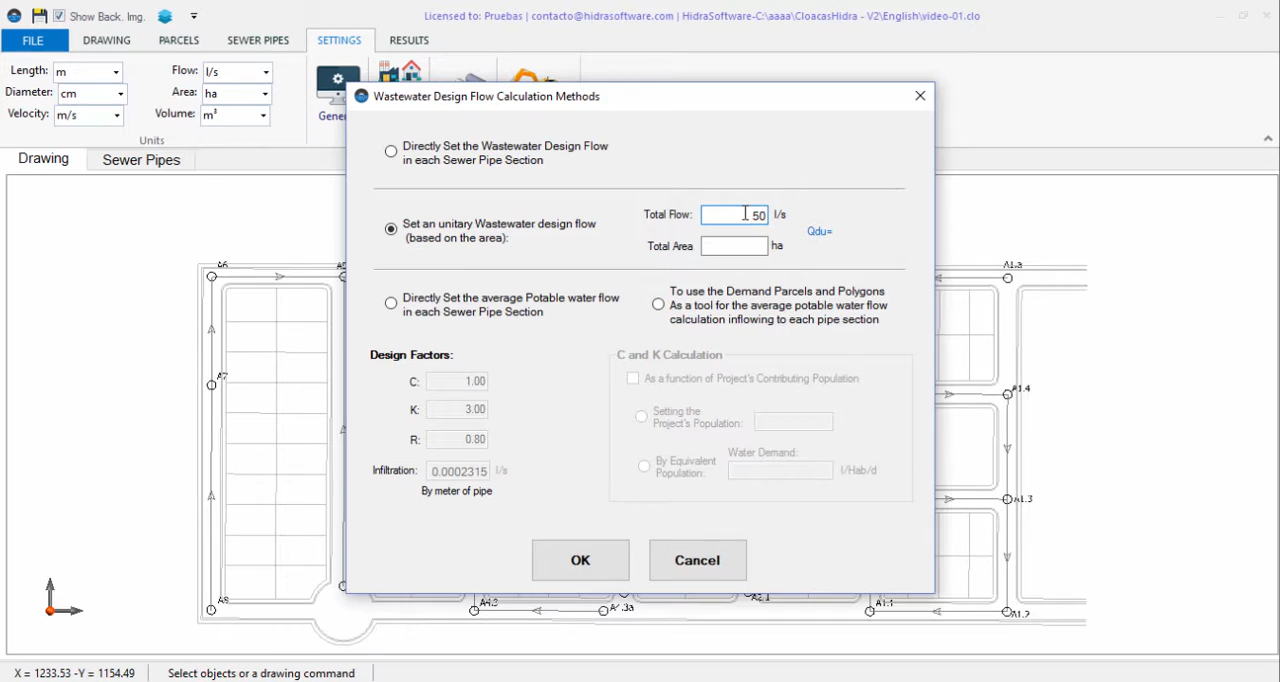 Show Back. Img.
Licensed to: Pruebas | contacto@hidrasoftware.com | HidraSoftware-C:\aaaa\CloacasHidra - V2\English\video-01.clo
FILE DRAWING PARCELS SEWER PIPES SETTINGS RESULTS
Length: m Flow: l/s
Diameter: cm Area: ha
Velocity: m/s Volume: m³
Units
Gener
Drawing Sewer Pipes
Wastewater Design Flow Calculation Methods
Directly Set the Wastewater Design Flow
in each Sewer Pipe Section
Set an unitary Wastewater design flow
(based on the area):
Total Flow: 50 l/s
Total Area ha
Qdu=
Directly Set the average Potable water flow
in each Sewer Pipe Section
To use the Demand Parcels and Polygons
As a tool for the average potable water flow
calculation inflowing to each pipe section
Design Factors:
C: 1.00
K: 3.00
R: 0.80
Infiltration: 0.0002315 l/s
By meter of pipe
C and K Calculation
As a function of Project's Contributing Population
Setting the
Project's Population:
By Equivalent
Population:
Water Demand:
l/Hab/d
OK Cancel
A6
A7
A8
A1.4
A1.3
A1.2
X = 1233.53 -Y = 1154.49 Select objects or a drawing command